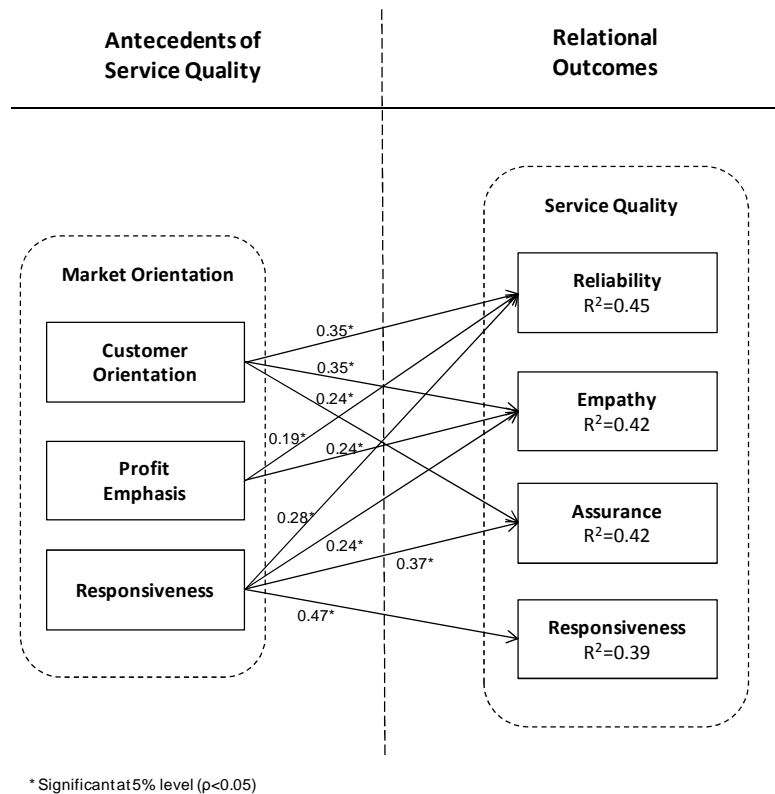 Antecedents of
Service Quality
Relational
Outcomes
Market Orientation
Customer
Orientation
Profit
Emphasis
Responsiveness
0.35*
0.35*
0.24*
0.19*
0.24*
0.28*
0.24*
0.37*
0.47*
Service Quality
Reliability
R²=0.45
Empathy
R²=0.42
Assurance
R²=0.42
Responsiveness
R²=0.39
* Significant at 5% level (ρ<0.05)